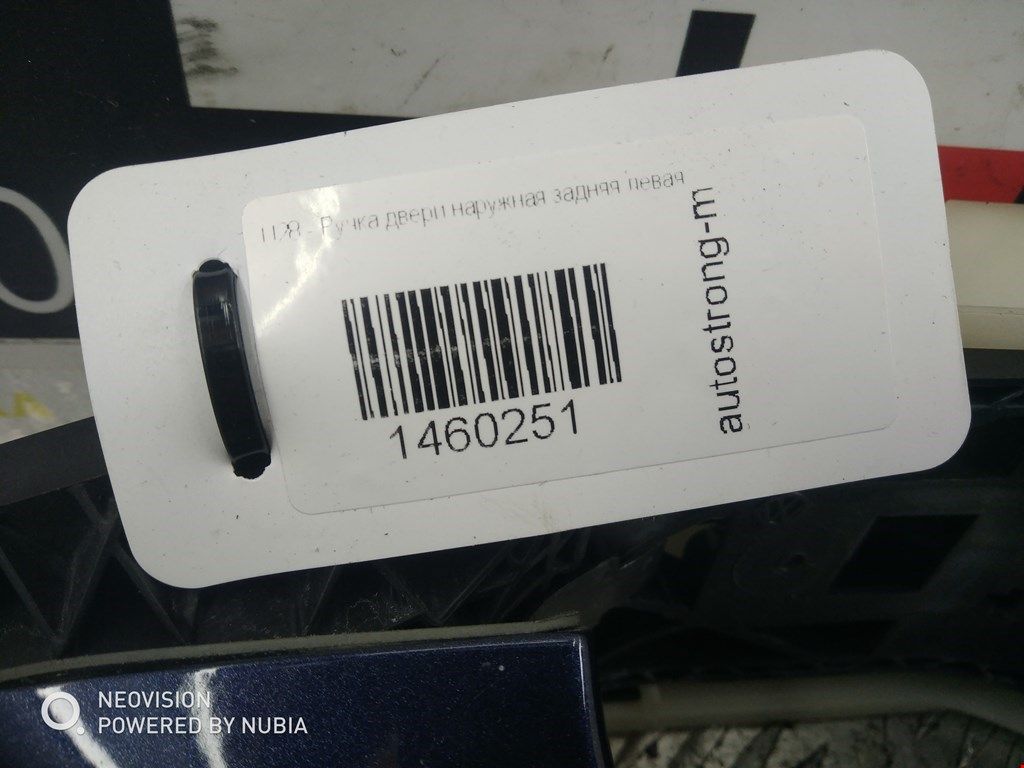 Ручка двери наружная задняя левая
1460251
autostrong-m
NEOVISION
POWERED BY NUBIA